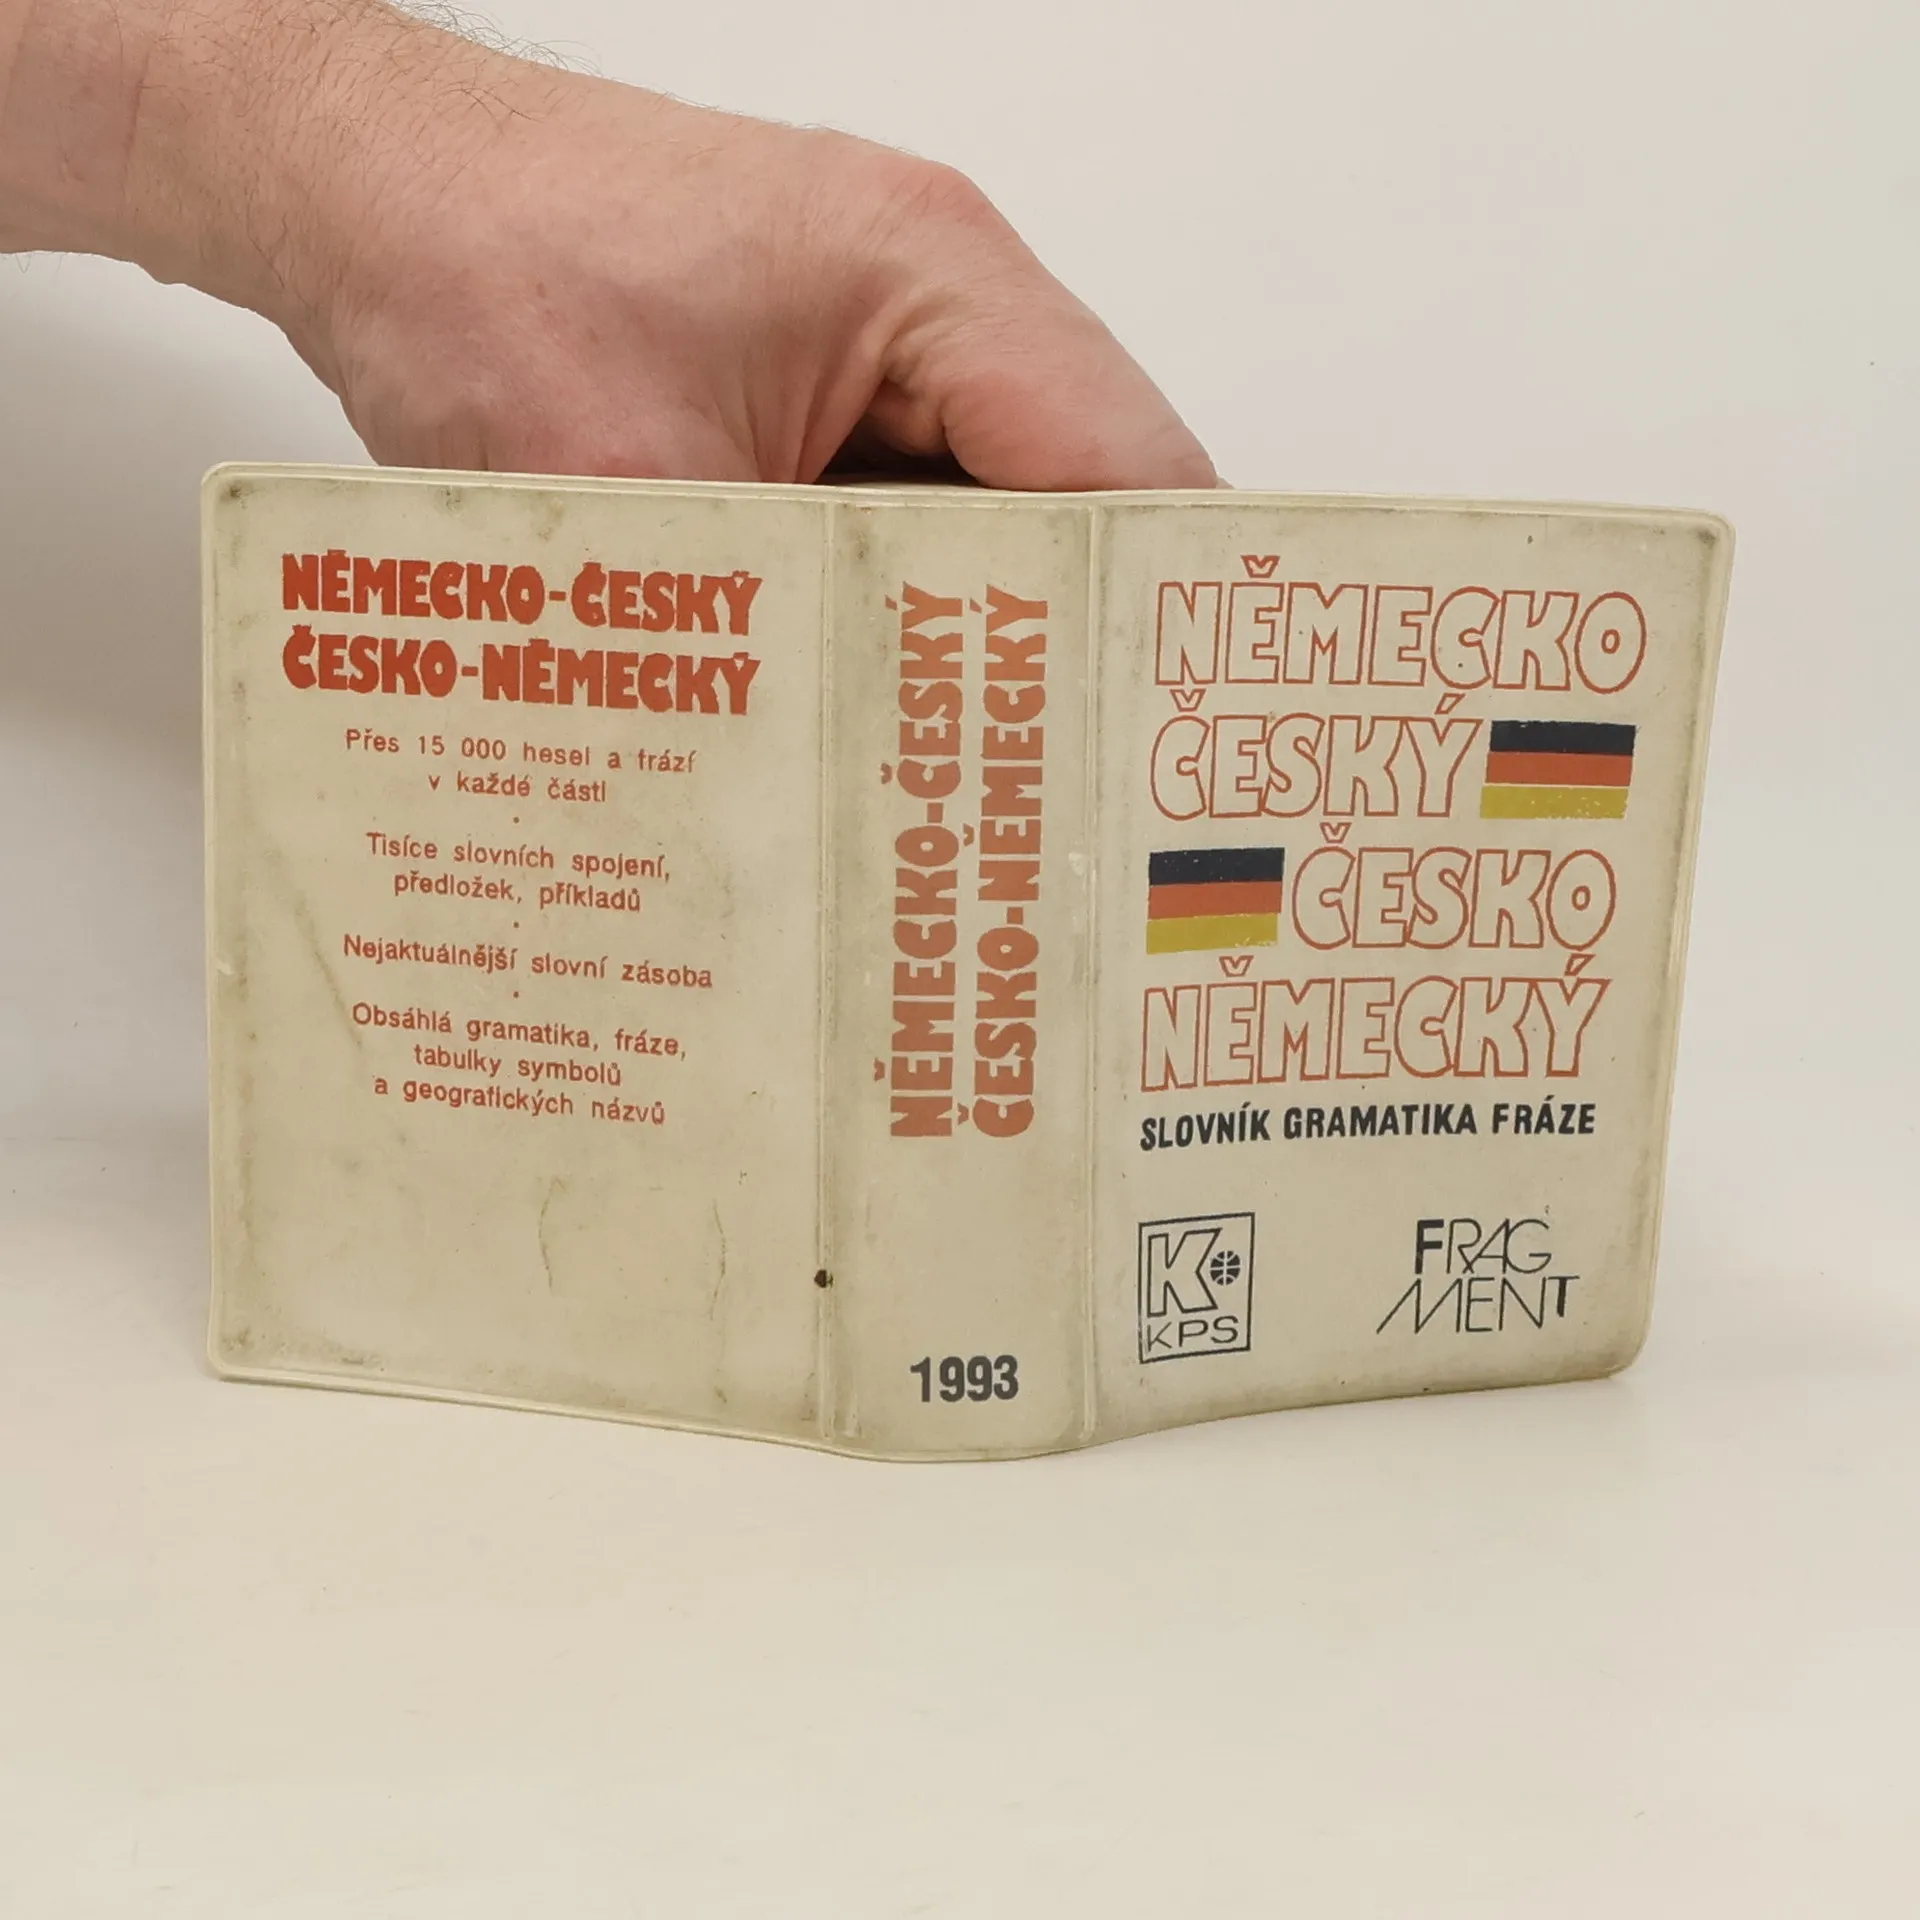 NĚMECKO-ČESKÝ
ČESKO-NĚMECKÝ
Přes 15 000 hesel a frází
v každé části
Tisíce slovních spojení,
předložek, příkladů
Nejaktuálnější slovní zásoba
Obsáhlá gramatika, fráze,
tabulky symbolů
a geografických názvů
NĚMECKO-ČESKÝ
ČESKO-NĚMECKÝ
1993
NĚMECKO
ČESKÝ
ČESKO
NĚMECKÝ
SLOVNÍK GRAMATIKA FRÁZE
K
KPS
FRAG
MENT